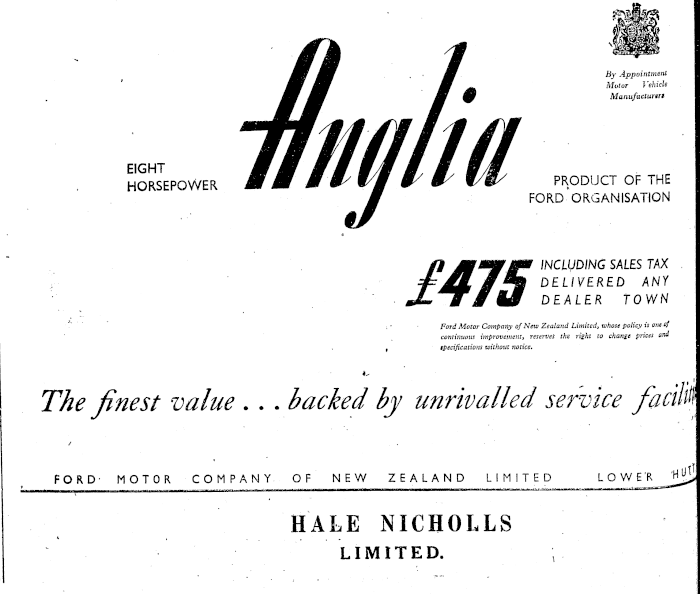 By Appointment
Motor Vehicle
Manufacturers
Anglia
EIGHT
HORSEPOWER
PRODUCT OF THE
FORD ORGANISATION
£475
INCLUDING SALES TAX
DELIVERED ANY
DEALER TOWN
Ford Motor Company of New Zealand Limited, whose policy is one of
continuous improvement, reserves the right to change prices and
specifications without notice.
The finest value . . . backed by unrivalled service
FORD MOTOR COMPANY OF NEW ZEALAND LIMITED LOWER HUTT
HALE NICHOLLS
LIMITED.